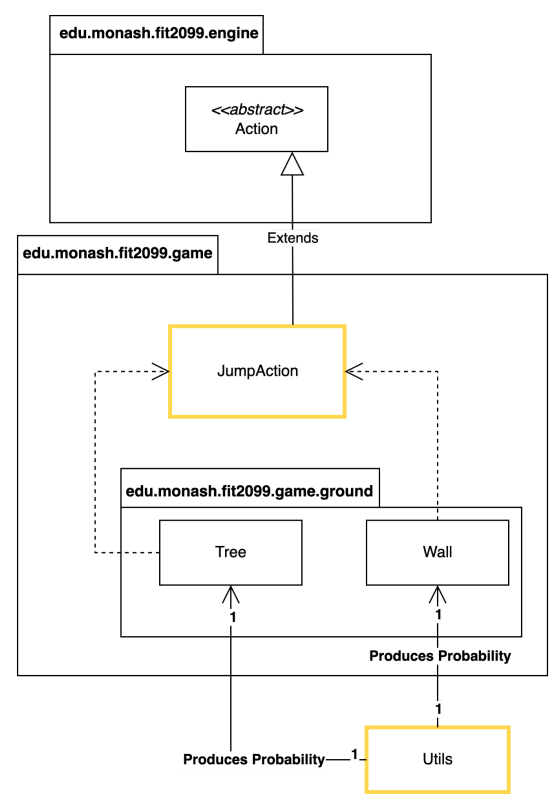 edu.monash.fit2099.engine
<<abstract>>
Action
Extends
edu.monash.fit2099.game
JumpAction
edu.monash.fit2099.game.ground
Tree
Wall
1
1
Produces Probability
1
Produces Probability
1
Utils